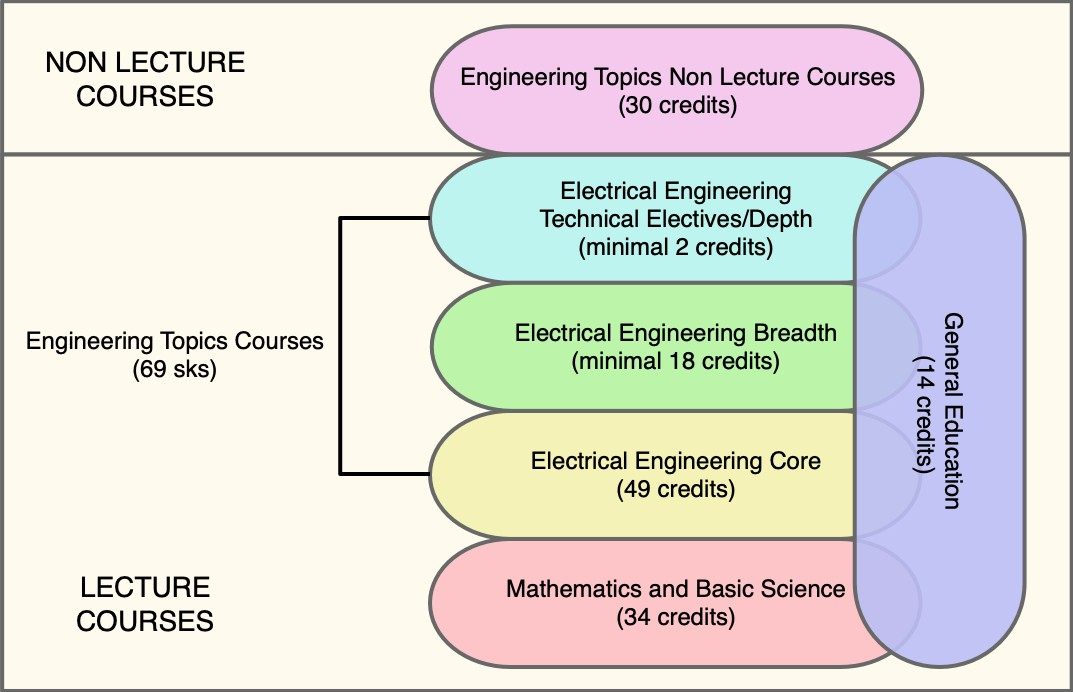 NON LECTURE
COURSES
Engineering Topics Non Lecture Courses
(30 credits)
Electrical Engineering
Technical Electives/Depth
(minimal 2 credits)
Electrical Engineering Breadth
(minimal 18 credits)
Engineering Topics Courses
(69 sks)
Electrical Engineering Core
(49 credits)
General Education
(14 credits)
LECTURE
COURSES
Mathematics and Basic Science
(34 credits)